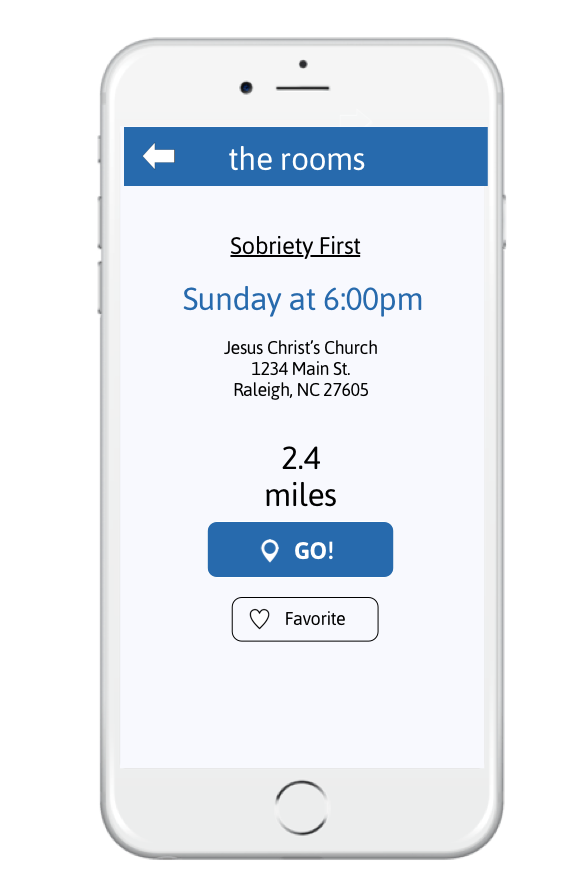 the rooms
Sobriety First
Sunday at 6:00pm
Jesus Christ's Church
1234 Main St.
Raleigh, NC 27605
2.4
miles
GO!
Favorite